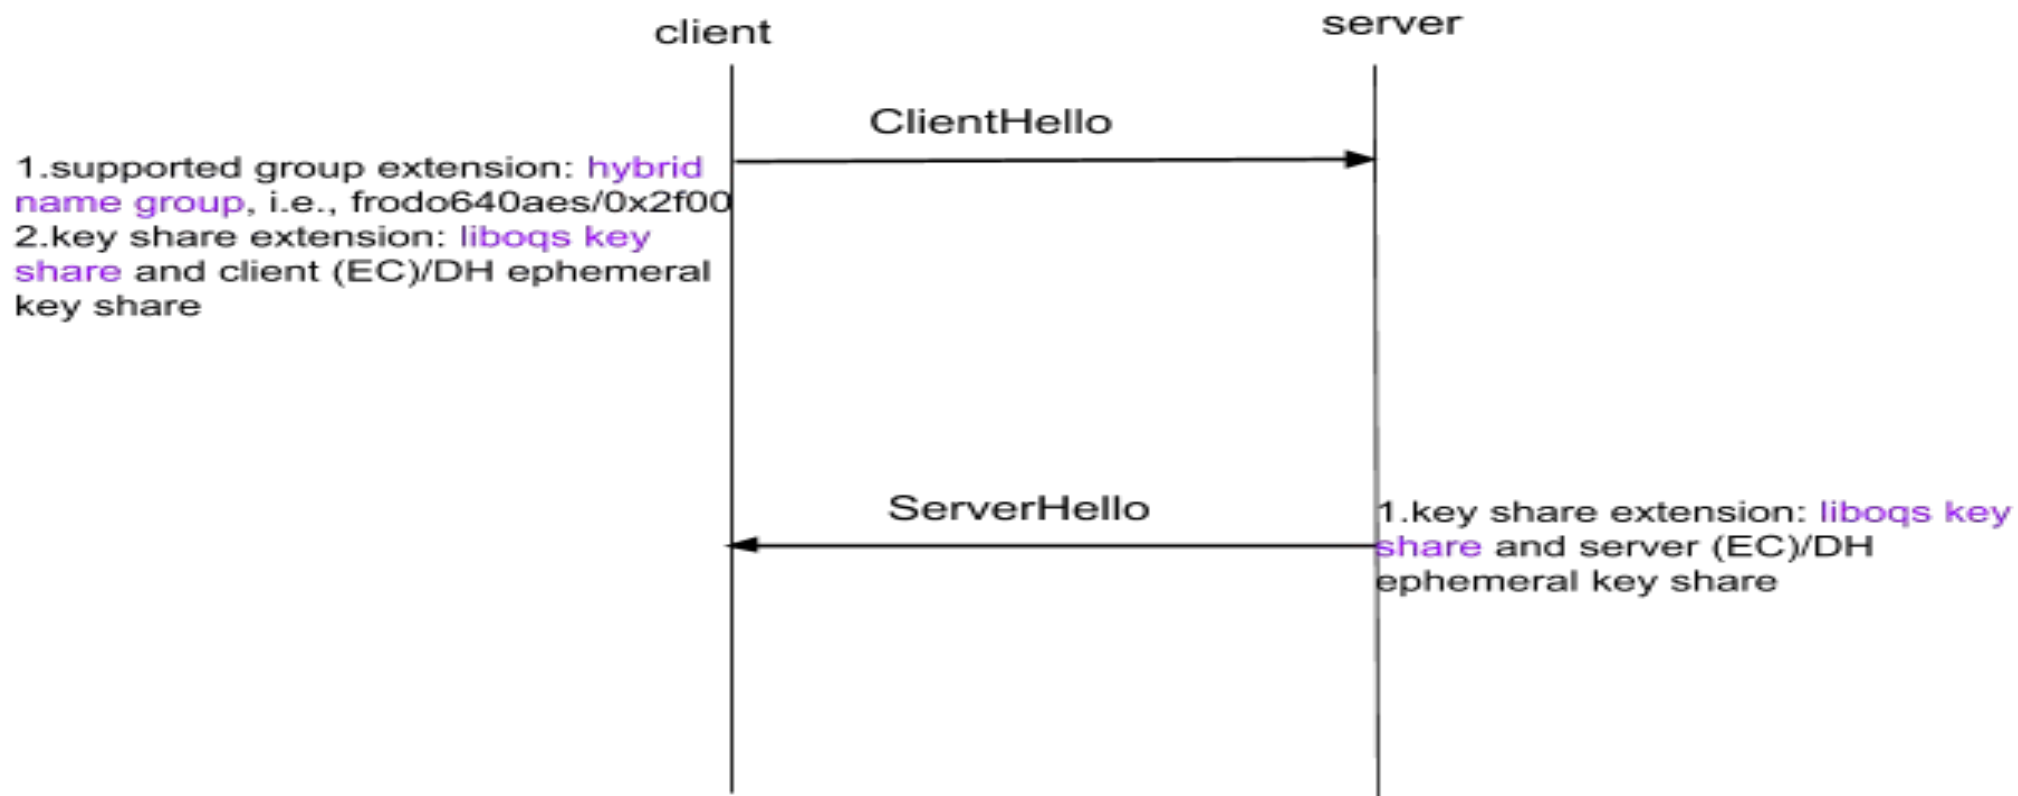 client
server
ClientHello
1.supported group extension: hybrid
name group, i.e., frodo640aes/0x2f00
2.key share extension: liboqs key
share and client (EC)/DH ephemeral
key share
ServerHello
1.key share extension: liboqs key
share and server (EC)/DH
ephemeral key share